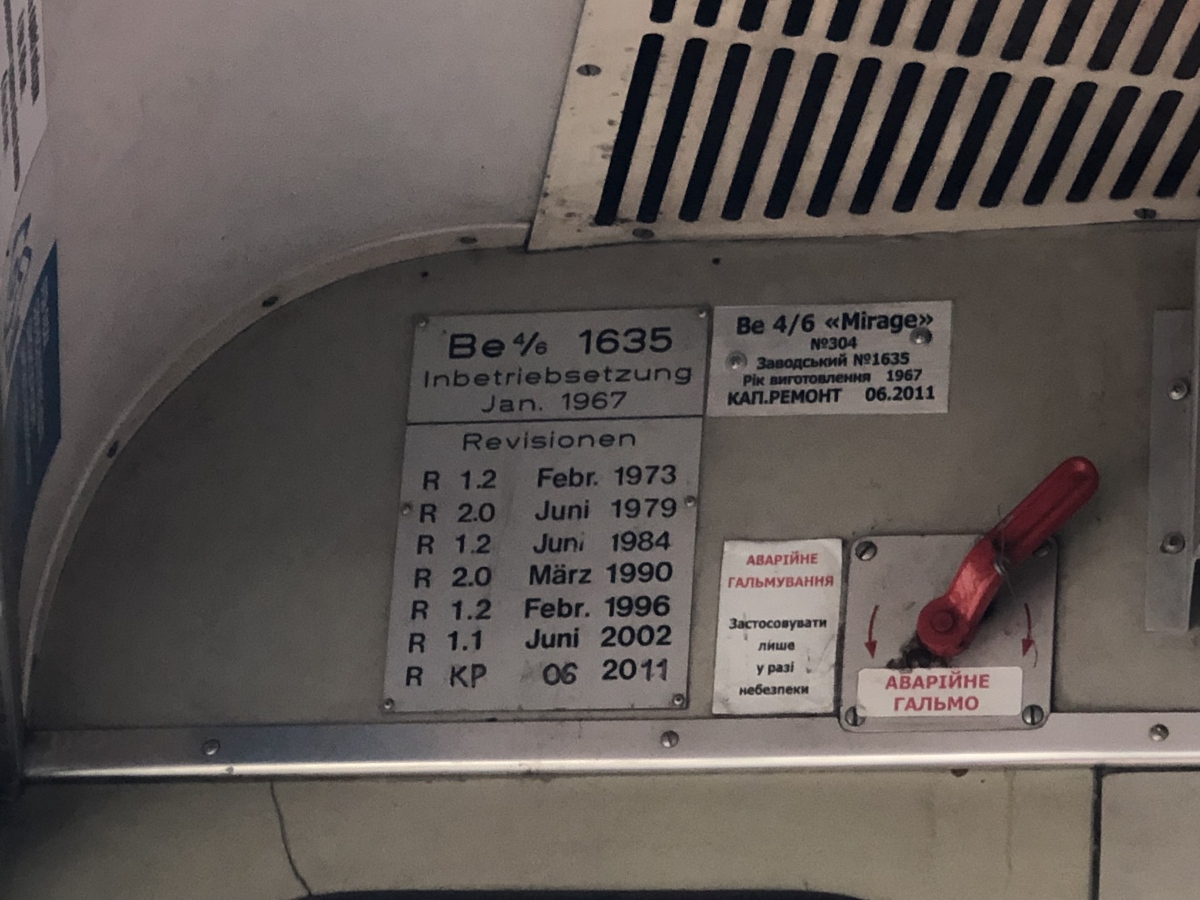 Be 4/6 1635
Inbetriebsetzung
Jan. 1967
Revisionen
R 1.2 Febr. 1973
R 2.0 Juni 1979
R 1.2 Juni 1984
R 2.0 März 1990
R 1.2 Febr. 1996
R 1.1 Juni 2002
R KP 06 2011
Be 4/6 «Mirage»
№304
Заводський №1635
Рік виготовлення 1967
КАП.РЕМОНТ 06.2011
АВАРІЙНЕ
ГАЛЬМУВАННЯ
Застосовувати
лише
у разі
небезпеки
АВАРІЙНЕ
ГАЛЬМО